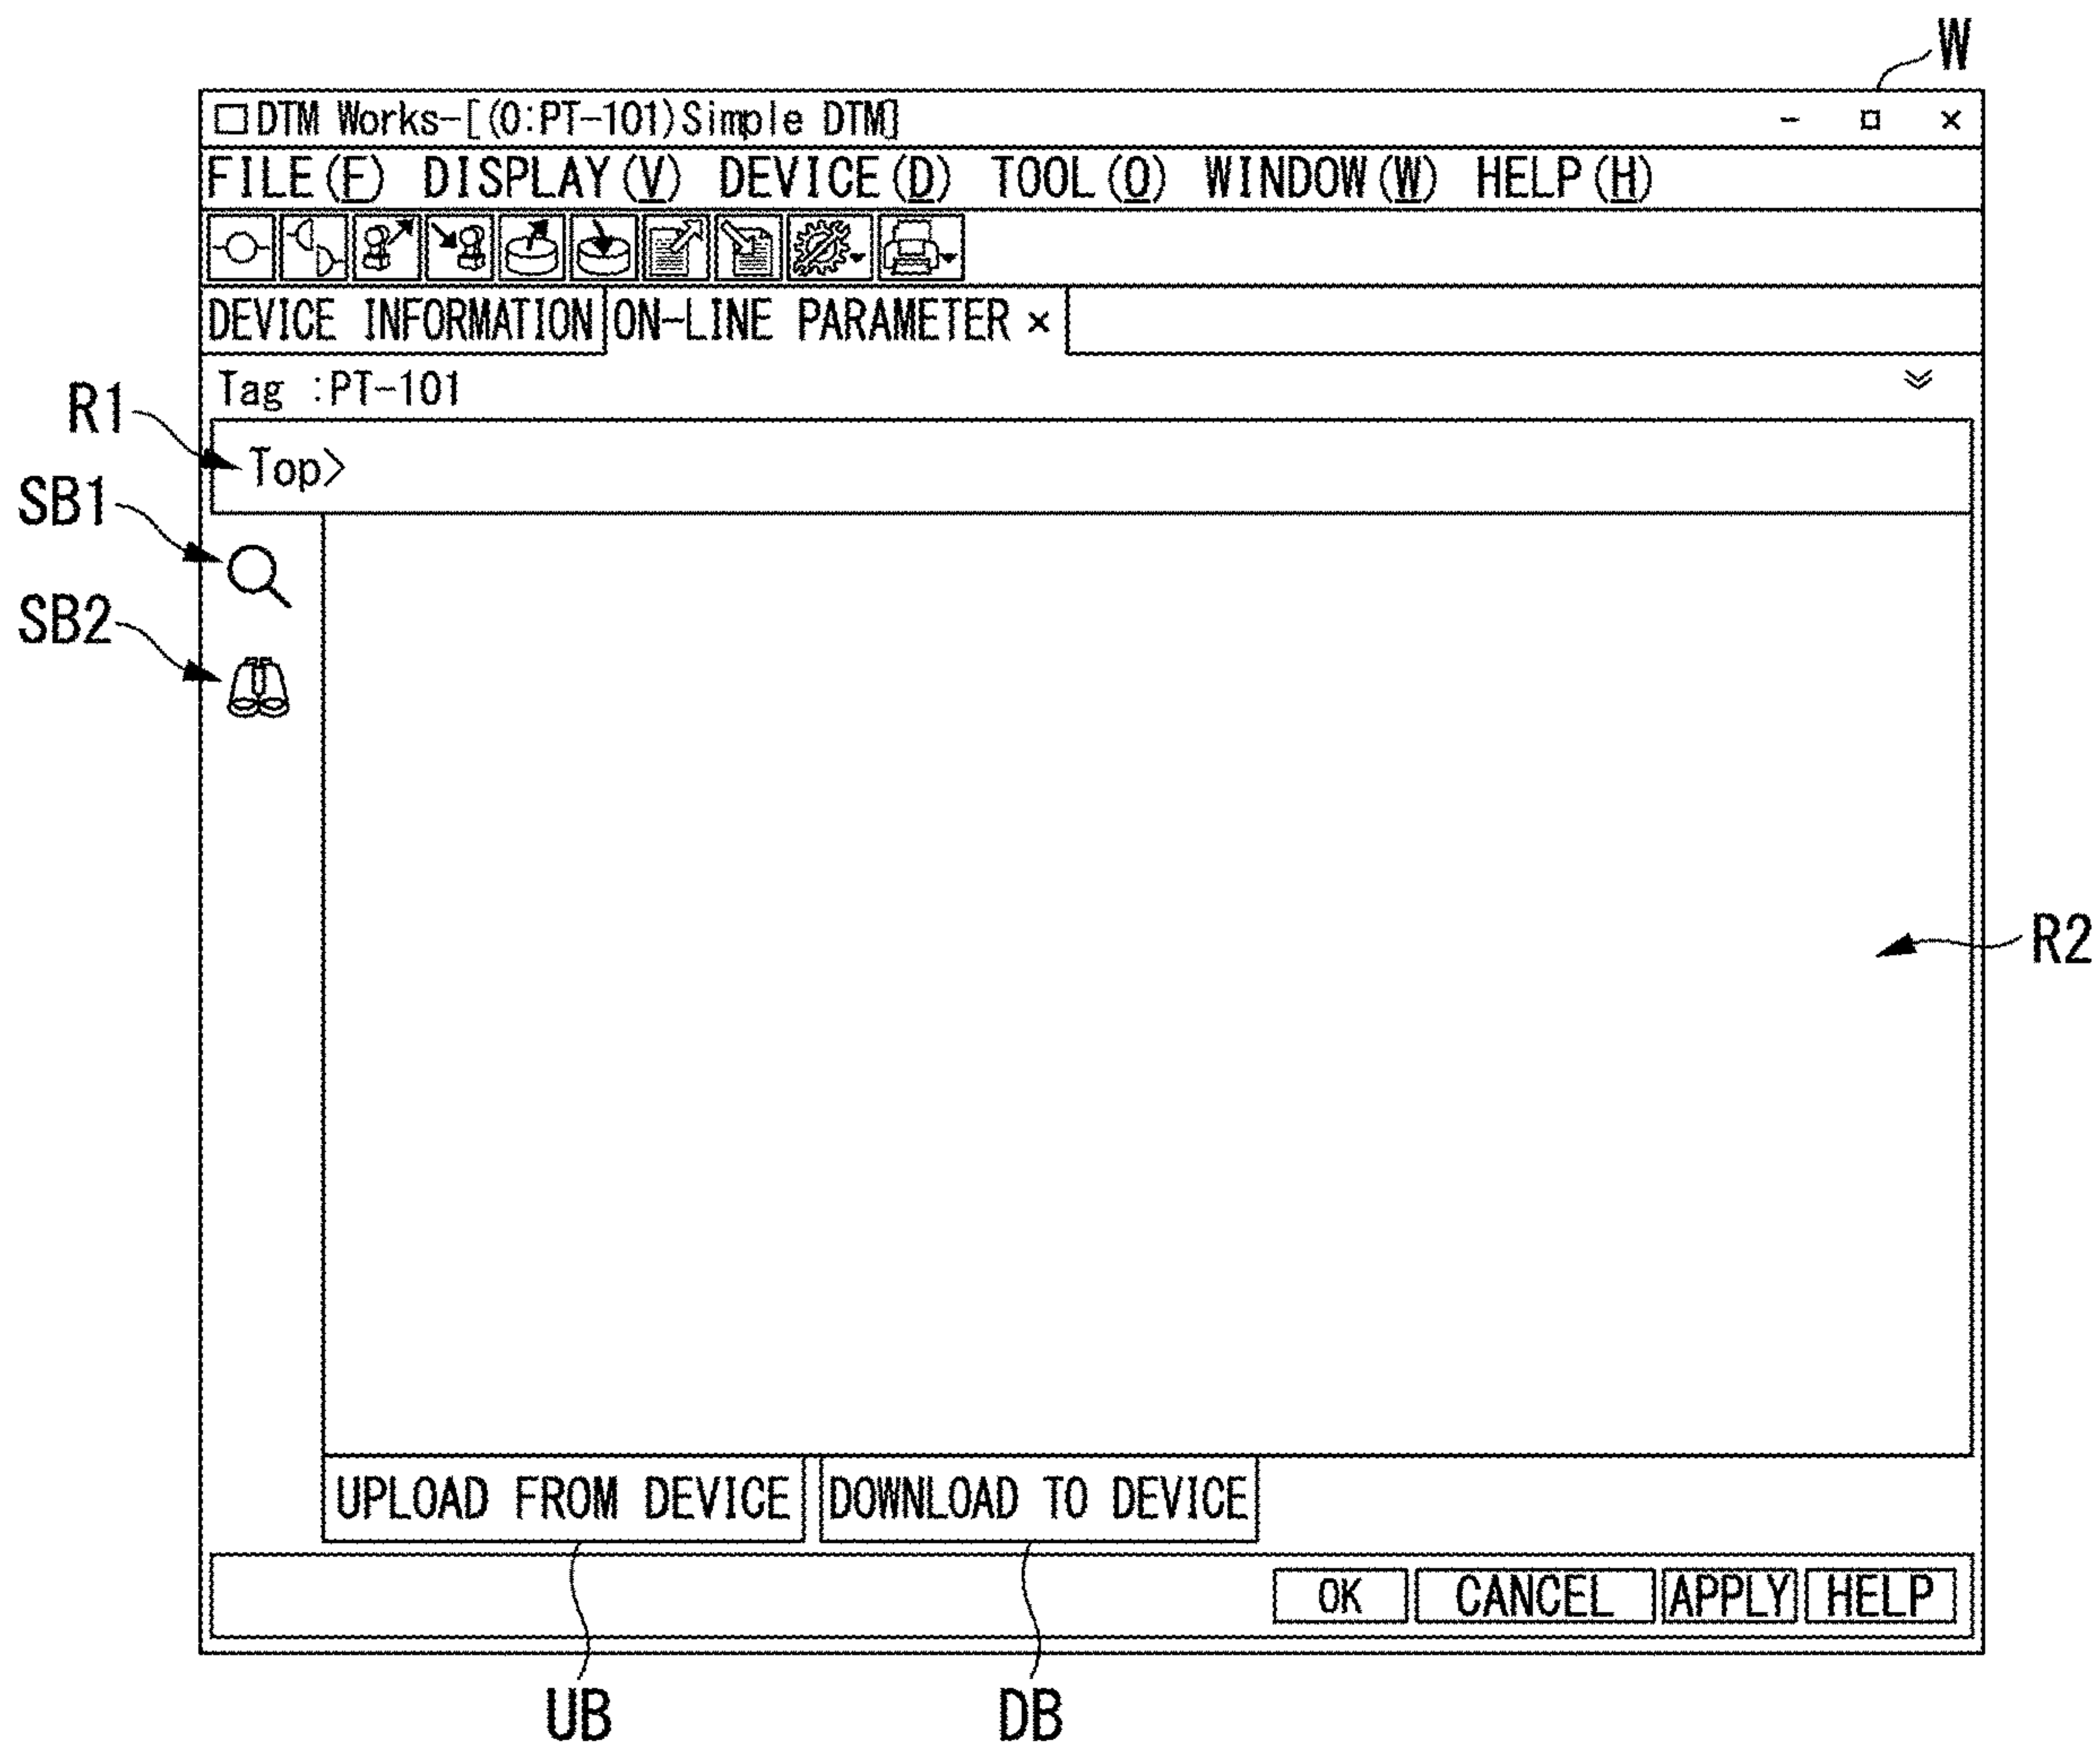 W
DTM Works-[(0:PT-101)Simple DTM]
FILE(F) DISPLAY(V) DEVICE(D) TOOL(O) WINDOW(W) HELP(H)
DEVICE INFORMATION ON-LINE PARAMETER ×
Tag :PT-101
R1
Top>
SB1
SB2
R2
UPLOAD FROM DEVICE DOWNLOAD TO DEVICE
OK CANCEL APPLY HELP
UB DB